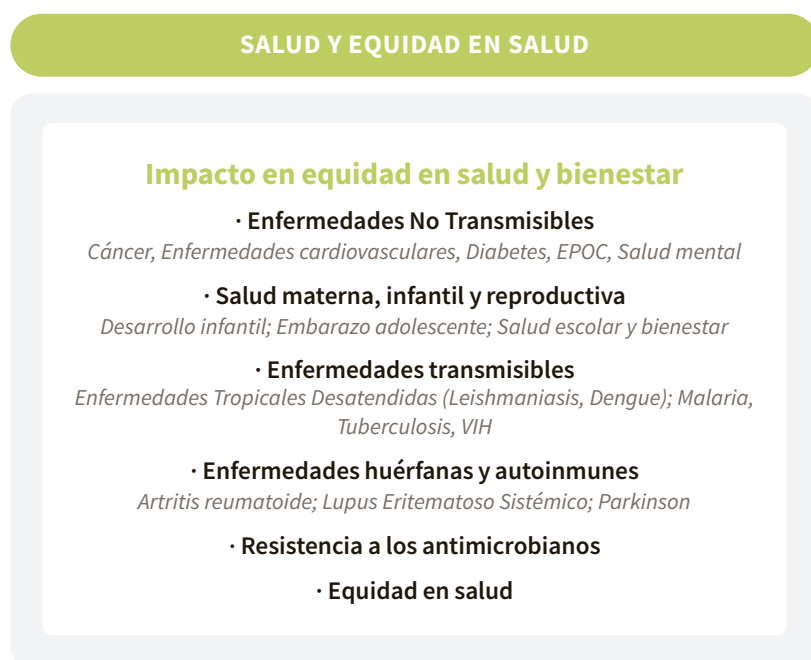 SALUD Y EQUIDAD EN SALUD
Impacto en equidad en salud y bienestar
· Enfermedades No Transmisibles
Cáncer, Enfermedades cardiovasculares, Diabetes, EPOC, Salud mental
· Salud materna, infantil y reproductiva
Desarrollo infantil; Embarazo adolescente; Salud escolar y bienestar
· Enfermedades transmisibles
Enfermedades Tropicales Desatendidas (Leishmaniasis, Dengue); Malaria,
Tuberculosis, VIH
· Enfermedades huérfanas y autoinmunes
Artritis reumatoide; Lupus Eritematoso Sistémico; Parkinson
· Resistencia a los antimicrobianos
· Equidad en salud